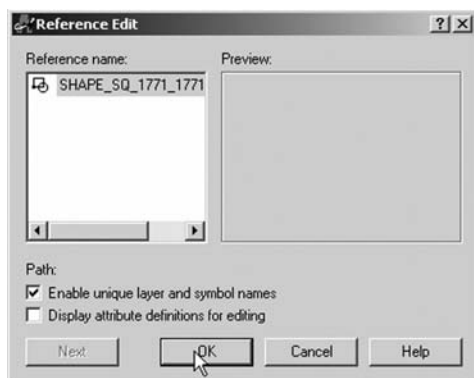 Reference Edit
Reference name:
Preview:
SHAPE_SQ_1771_1771
Path:
Enable unique layer and symbol names
Display attribute definitions for editing
Next
OK
Cancel
Help